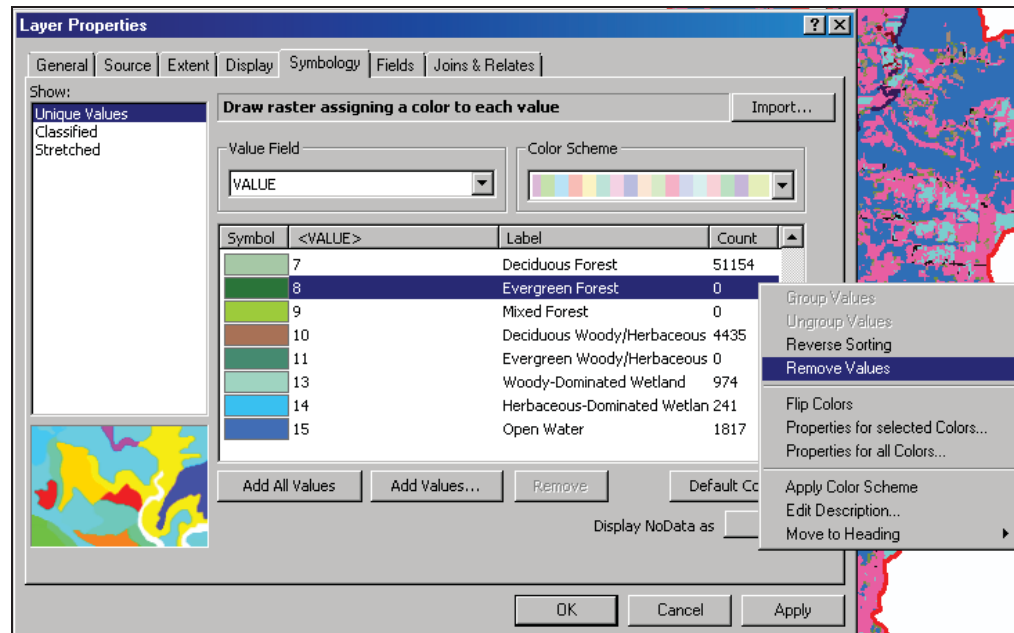 Layer Properties
General Source Extent Display Symbology Fields Joins & Relates
Show:
Unique Values
Classified
Stretched
Draw raster assigning a color to each value
Import...
Value Field
VALUE
Color Scheme
Symbol <VALUE> Label Count
7 Deciduous Forest 51154
8 Evergreen Forest 0
9 Mixed Forest 0
10 Deciduous Woody/Herbaceous 4435
11 Evergreen Woody/Herbaceous 0
13 Woody-Dominated Wetland 974
14 Herbaceous-Dominated Wetlan 241
15 Open Water 1817
Group Values
Ungroup Values
Reverse Sorting
Remove Values
Flip Colors
Properties for selected Colors...
Properties for all Colors...
Apply Color Scheme
Edit Description...
Move to Heading
Add All Values Add Values... Remove Default Co
Display NoData as
OK Cancel Apply